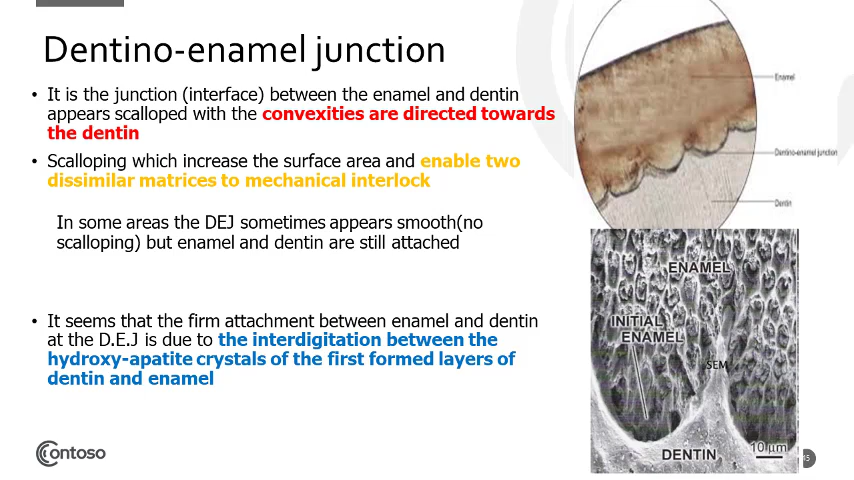 Dentino-enamel junction
• It is the junction (interface) between the enamel and dentin
appears scalloped with the convexities are directed towards
the dentin
• Scalloping which increase the surface area and enable two
dissimilar matrices to mechanical interlock
In some areas the DEJ sometimes appears smooth(no
scalloping) but enamel and dentin are still attached
• It seems that the firm attachment between enamel and dentin
at the D.E.J is due to the interdigitation between the
hydroxy-apatite crystals of the first formed layers of
dentin and enamel
Enamel
Dentino-enamel junction
Dentin
ENAMEL
INITIAL
ENAMEL
SEM
DENTIN
10 μm
ontoso